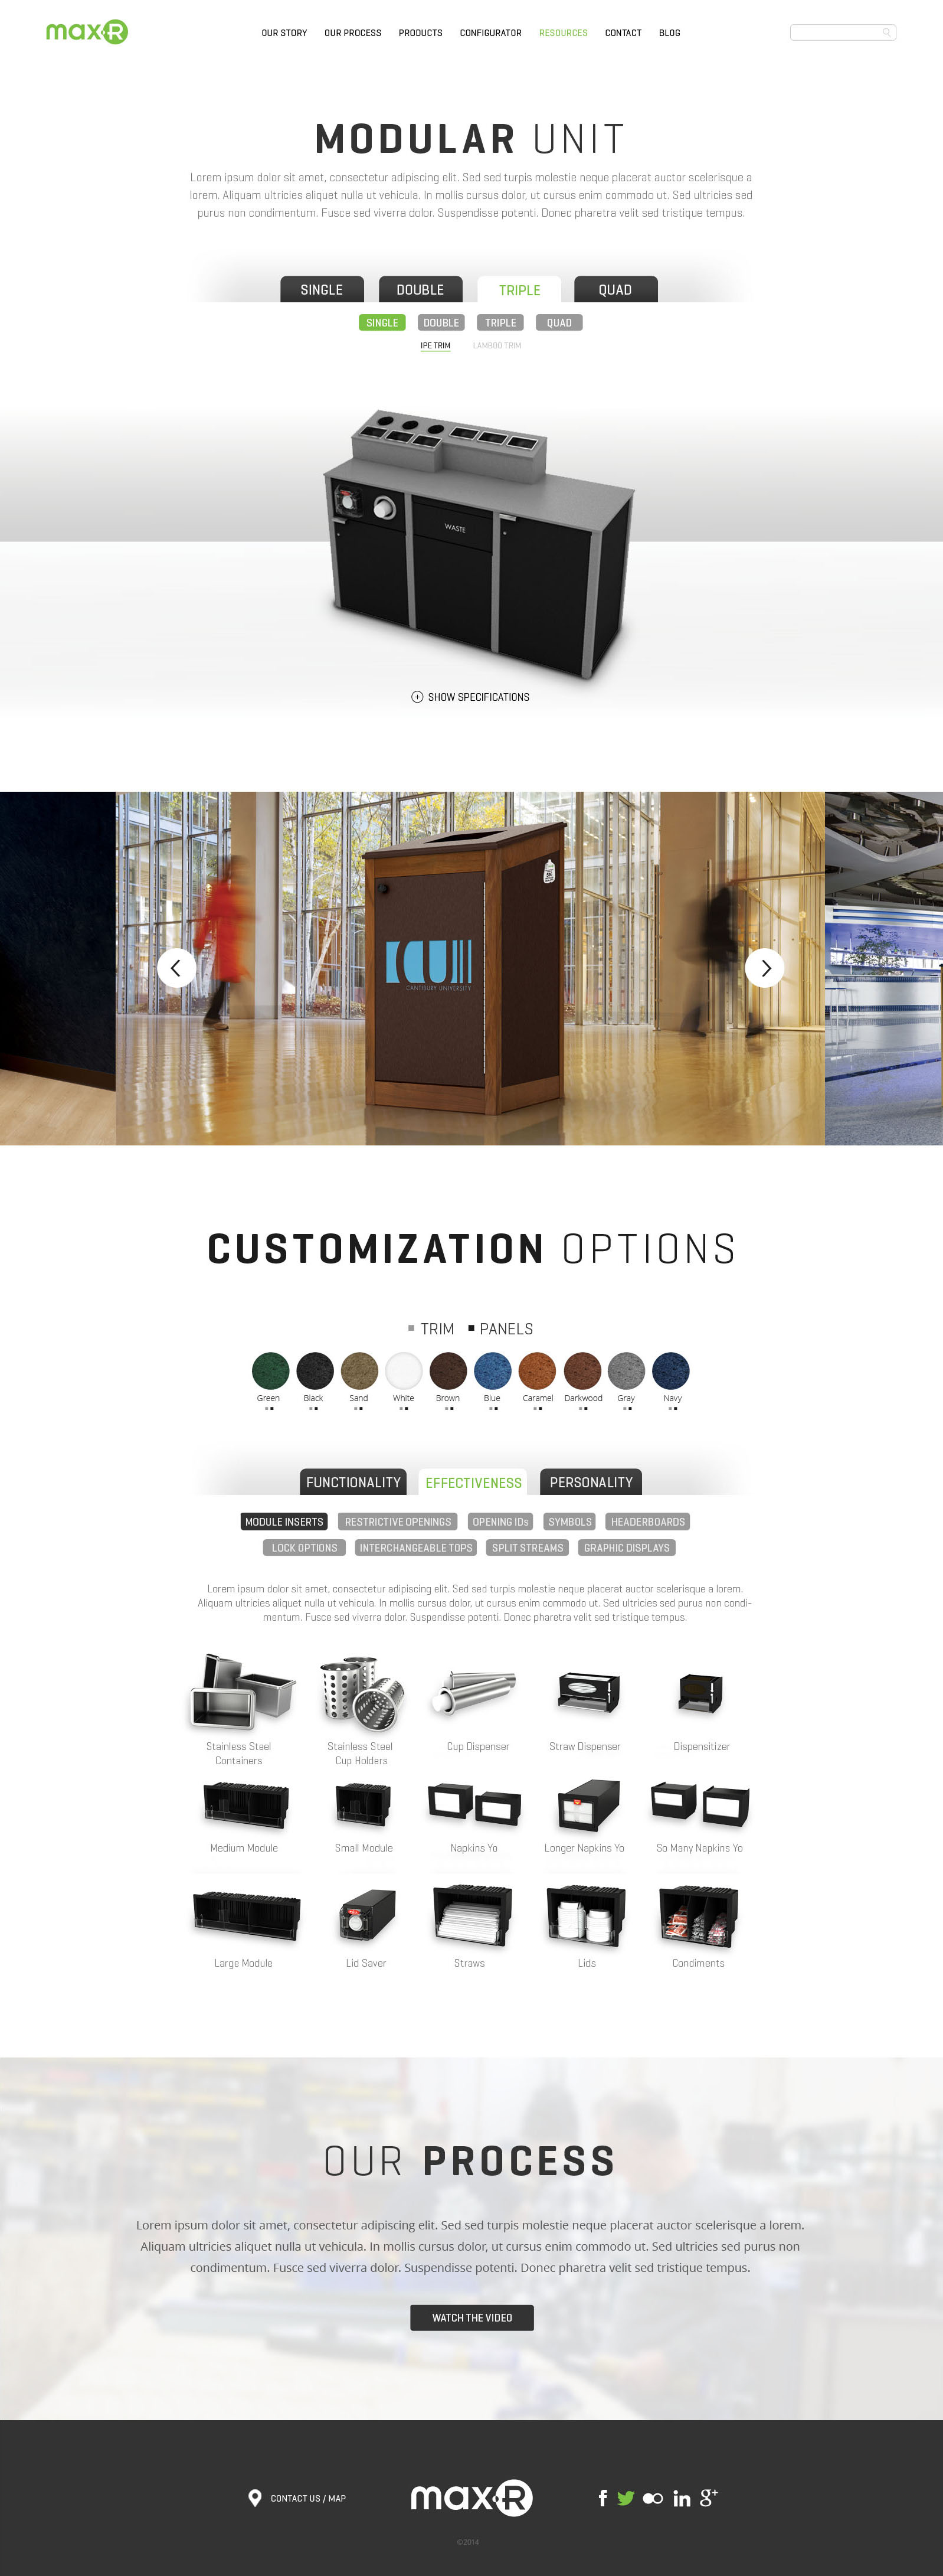 max-R
OUR STORY OUR PROCESS PRODUCTS CONFIGURATOR RESOURCES CONTACT BLOG
MODULAR UNIT
Lorem ipsum dolor sit amet, consectetur adipiscing elit. Sed sed turpis molestie neque placerat auctor scelerisque a
lorem. Aliquam ultricies aliquet nulla ut vehicula. In mollis cursus dolor, ut cursus enim commodo ut. Sed ultricies sed
purus non condimentum. Fusce sed viverra dolor. Suspendisse potenti. Donec pharetra velit sed tristique tempus.
SINGLE DOUBLE TRIPLE QUAD
SINGLE DOUBLE TRIPLE QUAD
IPE TRIM LAMBOO TRIM
WASTE
SHOW SPECIFICATIONS
CANTIBURY UNIVERSITY
CUSTOMIZATION OPTIONS
TRIM PANELS
Green Black Sand White Brown Blue Caramel Darkwood Gray Navy
FUNCTIONALITY EFFECTIVENESS PERSONALITY
MODULE INSERTS RESTRICTIVE OPENINGS OPENING IDs SYMBOLS HEADERBOARDS
LOCK OPTIONS INTERCHANGEABLE TOPS SPLIT STREAMS GRAPHIC DISPLAYS
Lorem ipsum dolor sit amet, consectetur adipiscing elit. Sed sed turpis molestie neque placerat auctor scelerisque a lorem.
Aliquam ultricies aliquet nulla ut vehicula. In mollis cursus dolor, ut cursus enim commodo ut. Sed ultricies sed purus non condi-
mentum. Fusce sed viverra dolor. Suspendisse potenti. Donec pharetra velit sed tristique tempus.
Stainless Steel
Containers
Stainless Steel
Cup Holders
Cup Dispenser
Straw Dispenser
Dispensitizer
Medium Module
Small Module
Napkins Yo
Longer Napkins Yo
So Many Napkins Yo
Large Module
Lid Saver
Straws
Lids
Condiments
OUR PROCESS
Lorem ipsum dolor sit amet, consectetur adipiscing elit. Sed sed turpis molestie neque placerat auctor scelerisque a lorem.
Aliquam ultricies aliquet nulla ut vehicula. In mollis cursus dolor, ut cursus enim commodo ut. Sed ultricies sed purus non
condimentum. Fusce sed viverra dolor. Suspendisse potenti. Donec pharetra velit sed tristique tempus.
WATCH THE VIDEO
CONTACT US / MAP
max-R
©2014